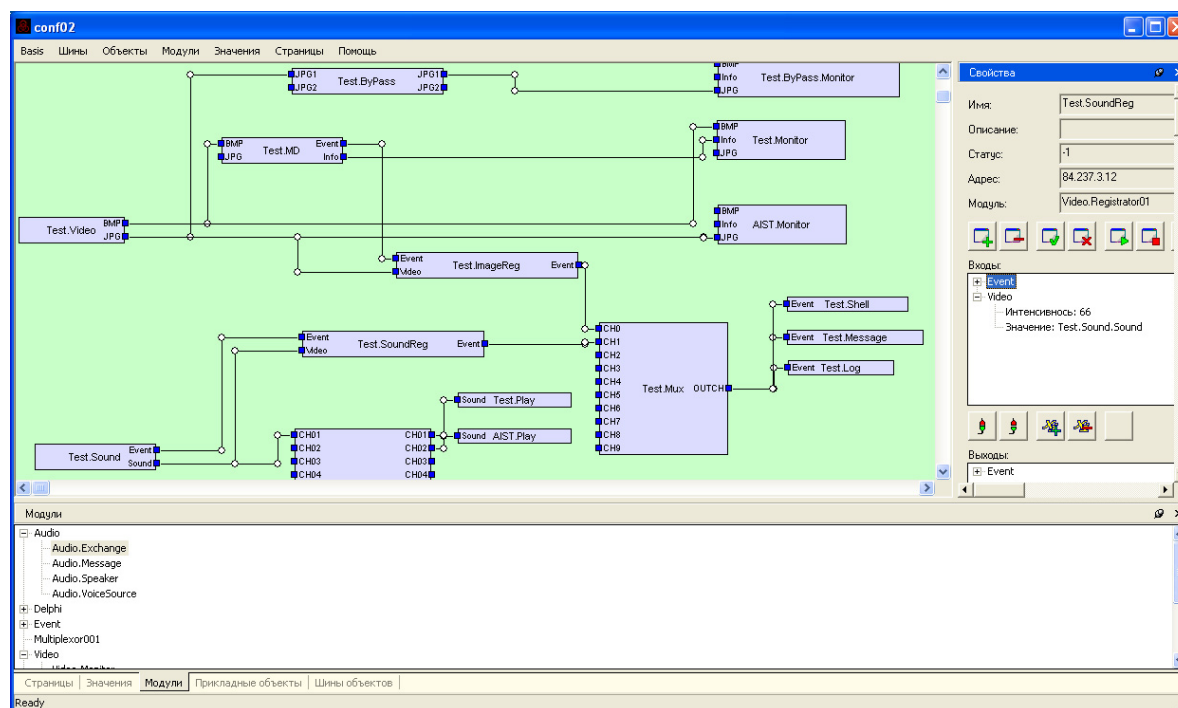 conf02
Basis Шины Объекты Модули Значения Страницы Помощь
JPG1 JPG1
Test.ByPass
JPG2 JPG2
BMP
Info Test.ByPass.Monitor
JPG
BMP Event
Test.MD
JPG Info
BMP
Info Test.Monitor
JPG
BMP
Test.Video
JPG
BMP
Info AIST.Monitor
JPG
Event
Test.ImageReg Event
Video
Event
Test.SoundReg Event
Video
CH0
CH1
CH2
CH3
CH4
CH5
CH6
CH7
CH8
CH9
Test.Mux OUTCH
Event Test.Shell
Event Test.Message
Event Test.Log
Sound Test.Play
Sound AIST.Play
Event
Test.Sound
Sound
CH01 CH01
CH02 CH02
CH03 CH03
CH04 CH04
Свойства
Имя: Test.SoundReg
Описание:
Статус: -1
Адрес: 84.237.3.12
Модуль: Video.Registrator01
Входы:
Event
Video
Интенсивнось: 66
Значение: Test.Sound.Sound
Выходы:
Event
Модули
Audio
Audio.Exchange
Audio.Message
Audio.Speaker
Audio.VoiceSource
Delphi
Event
Multiplexor001
Video
Video.Monitor
Страницы Значения Модули Прикладные объекты Шины объектов
Ready